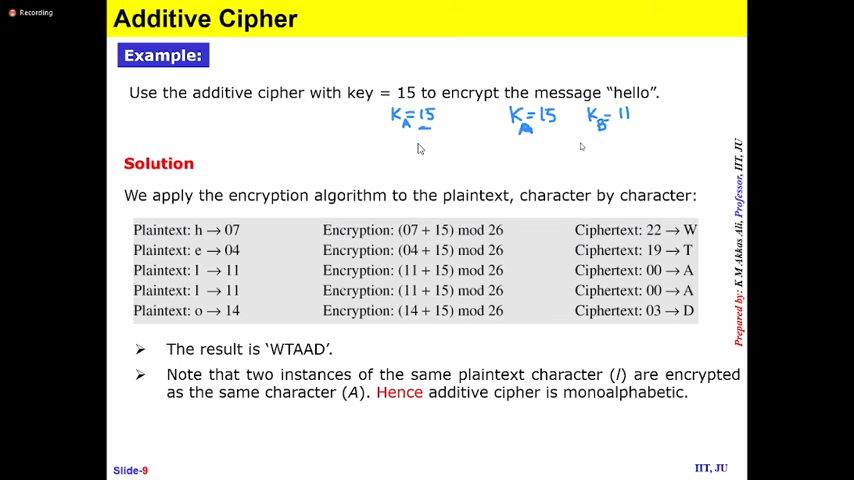 Recording
Additive Cipher
Example:
Use the additive cipher with key = 15 to encrypt the message “hello”.
K_A = 15 K = 15 K_B = 11
Solution
We apply the encryption algorithm to the plaintext, character by character:
Plaintext: h → 07 Encryption: (07 + 15) mod 26 Ciphertext: 22 → W
Plaintext: e → 04 Encryption: (04 + 15) mod 26 Ciphertext: 19 → T
Plaintext: l → 11 Encryption: (11 + 15) mod 26 Ciphertext: 00 → A
Plaintext: l → 11 Encryption: (11 + 15) mod 26 Ciphertext: 00 → A
Plaintext: o → 14 Encryption: (14 + 15) mod 26 Ciphertext: 03 → D
➢ The result is ‘WTAAD’.
➢ Note that two instances of the same plaintext character (l) are encrypted
as the same character (A). Hence additive cipher is monoalphabetic.
Prepared by: K M Akkas Ali, Professor, IIT, JU
Slide-9
IIT, JU